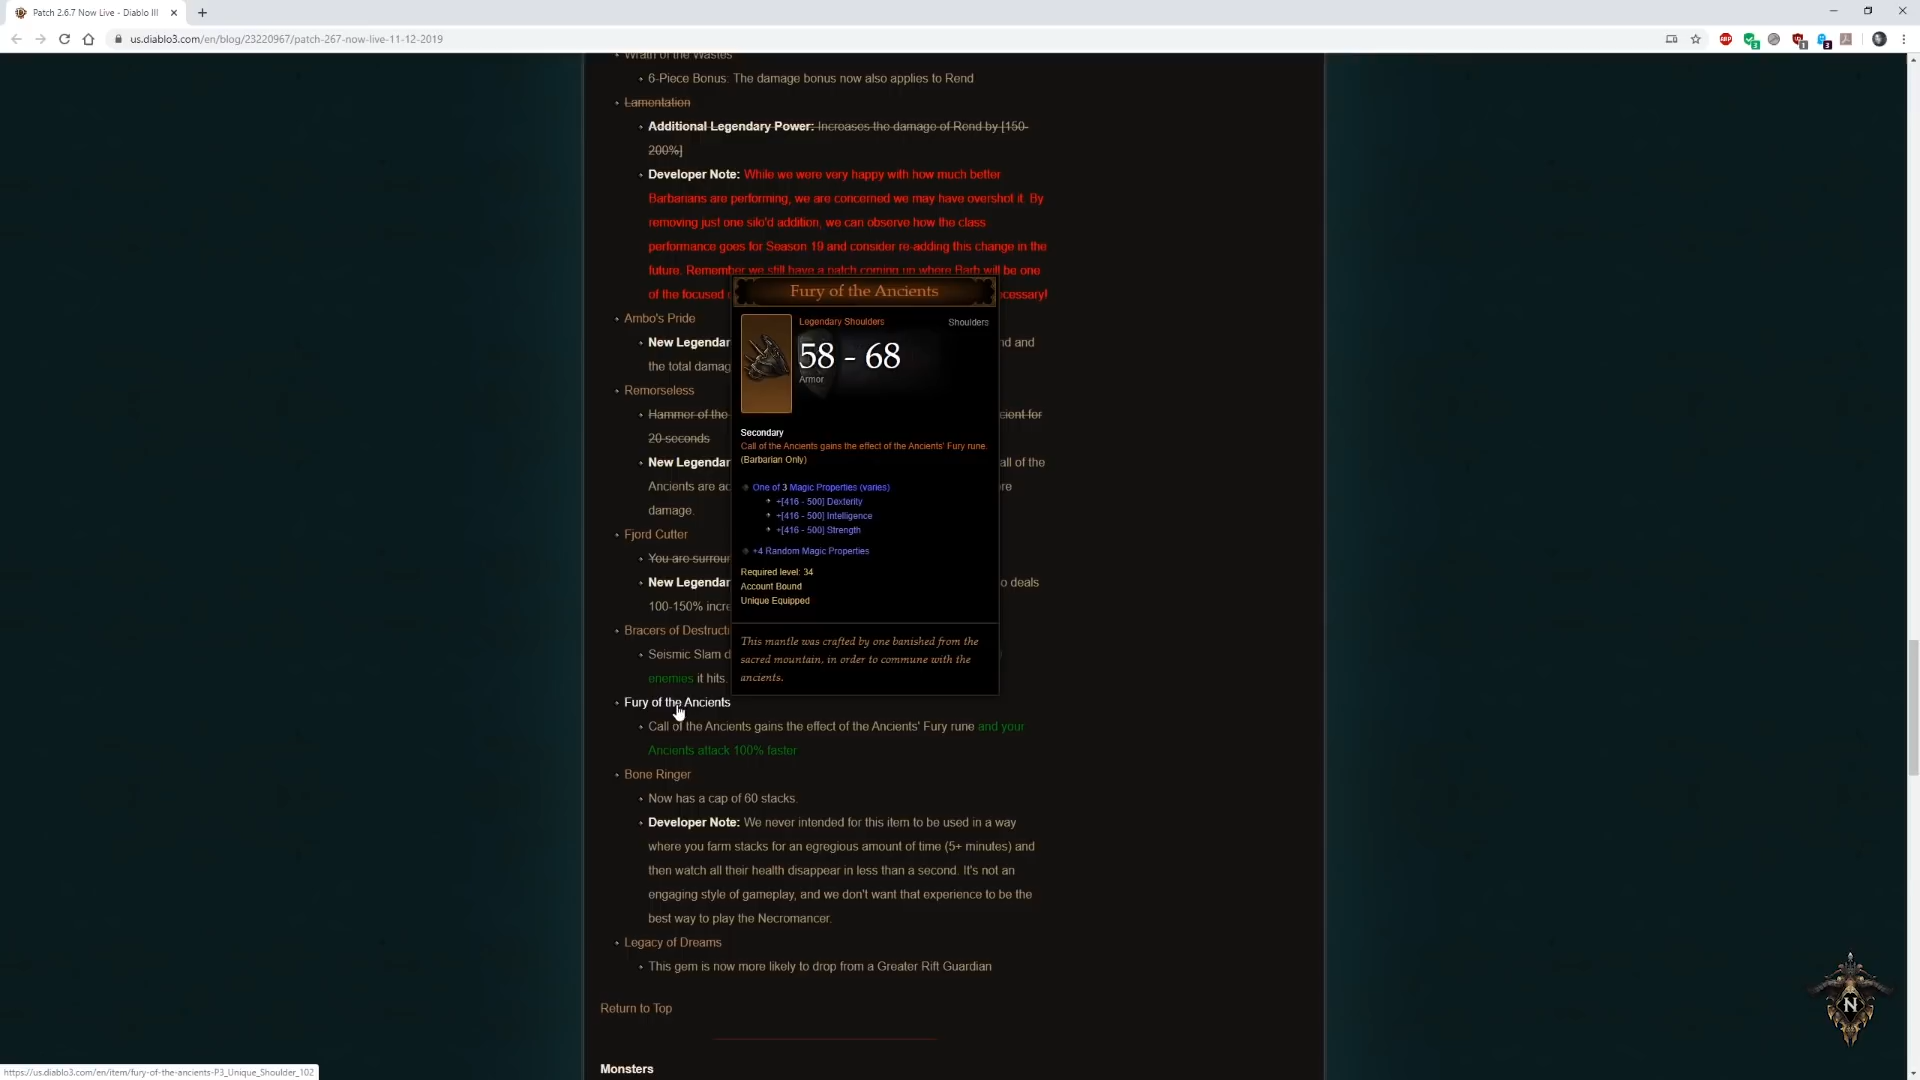 Patch 2.6.7 Now Live - Diablo III
us.diablo3.com/en/blog/23220967/patch-267-now-live-11-12-2019
Wrath of the Wastes
6-Piece Bonus: The damage bonus now also applies to Rend
Lamentation
Additional Legendary Power: Increases the damage of Rend by [150-
200%]
Developer Note: While we were very happy with how much better
Barbarians are performing, we are concerned we may have overshot it. By
removing just one silo'd addition, we can observe how the class
performance goes for Season 19 and consider re-adding this change in the
future. Remember we still have a patch coming up where Barb will be one
of the focused
cessary!
Ambo's Pride
New Legendar
nd and
the total damag
Remorseless
Hammer of the
cient for
20 seconds
New Legendar
all of the
Ancients are ac
re
damage.
Fjord Cutter
You are surrour
New Legendar
o deals
100-150% incre
Bracers of Destructi
Seismic Slam d
enemies it hits.
Fury of the Ancients
Call of the Ancients gains the effect of the Ancients' Fury rune and your
Ancients attack 100% faster
Bone Ringer
Now has a cap of 60 stacks.
Developer Note: We never intended for this item to be used in a way
where you farm stacks for an egregious amount of time (5+ minutes) and
then watch all their health disappear in less than a second. It's not an
engaging style of gameplay, and we don't want that experience to be the
best way to play the Necromancer.
Legacy of Dreams
This gem is now more likely to drop from a Greater Rift Guardian
Return to Top
Monsters
Fury of the Ancients
Legendary Shoulders
Shoulders
58 - 68
Armor
Secondary
Call of the Ancients gains the effect of the Ancients' Fury rune.
(Barbarian Only)
One of 3 Magic Properties (varies)
+[416 - 500] Dexterity
+[416 - 500] Intelligence
+[416 - 500] Strength
+4 Random Magic Properties
Required level: 34
Account Bound
Unique Equipped
This mantle was crafted by one banished from the
sacred mountain, in order to commune with the
ancients.
N
https://us.diablo3.com/en/item/fury-of-the-ancients-P3_Unique_Shoulder_102